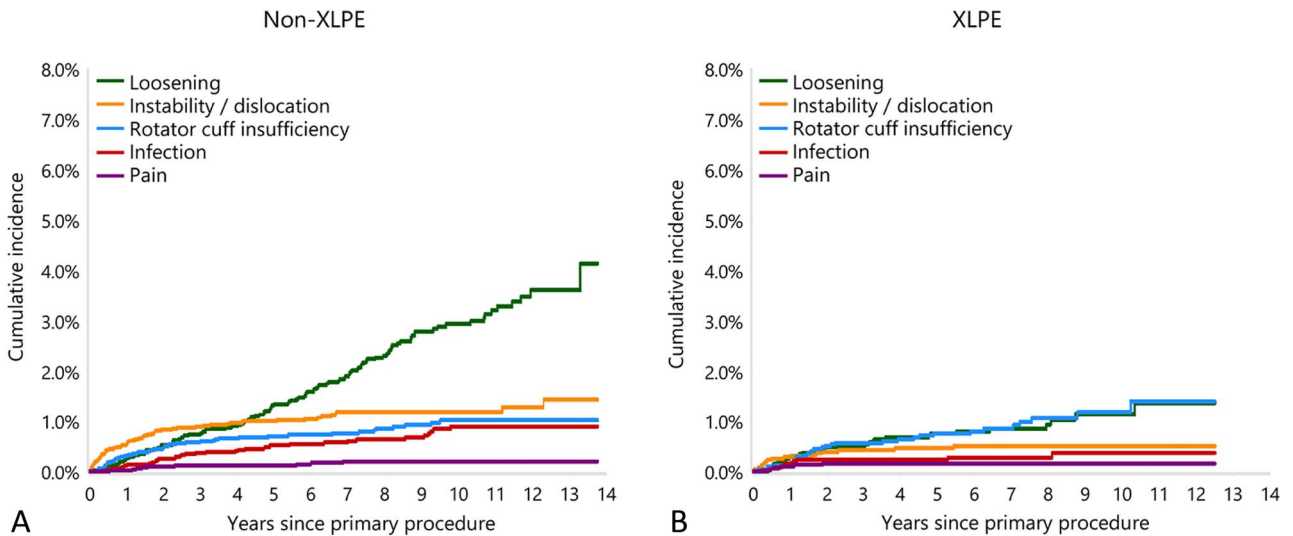 Non-XLPE
8.0%
7.0%
6.0%
5.0%
4.0%
3.0%
2.0%
1.0%
0.0%
Cumulative incidence
Loosening
Instability / dislocation
Rotator cuff insufficiency
Infection
Pain
0 1 2 3 4 5 6 7 8 9 10 11 12 13 14
Years since primary procedure
A
XLPE
8.0%
7.0%
6.0%
5.0%
4.0%
3.0%
2.0%
1.0%
0.0%
Cumulative incidence
Loosening
Instability / dislocation
Rotator cuff insufficiency
Infection
Pain
0 1 2 3 4 5 6 7 8 9 10 11 12 13 14
Years since primary procedure
B